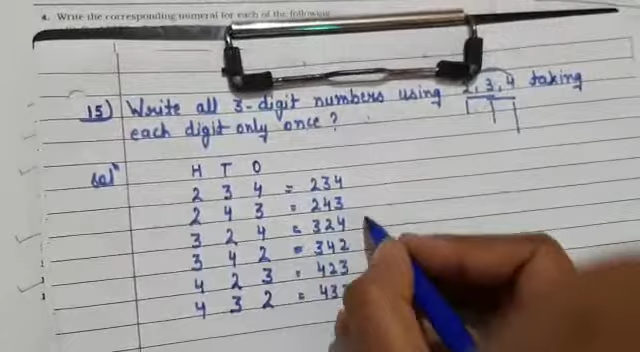 4. Write the corresponding numeral for each of the following
15) Write all 3-digit numbers using 2, 3, 4 taking
each digit only once?
Solⁿ H T O
2 3 4 = 234
2 4 3 = 243
3 2 4 = 324
3 4 2 = 342
4 2 3 = 423
4 3 2 = 432